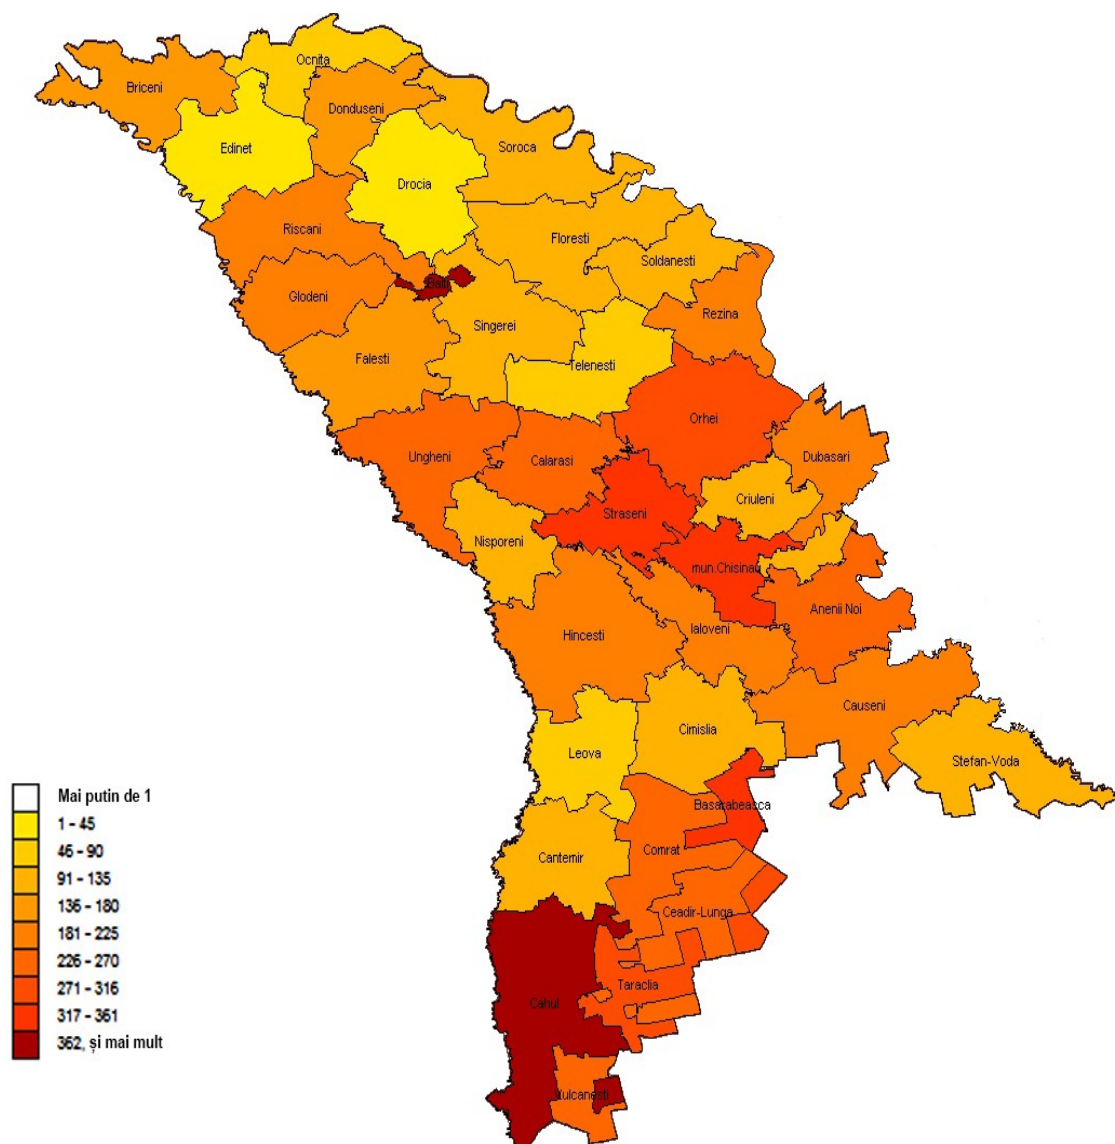 Ocnita
Briceni
Donduseni
Edinet
Soroca
Drocia
Riscani
Floresti
Soldanesti
Balti
Glodeni
Rezina
Singerei
Falesti
Telenesti
Orhei
Ungheni
Calarasi
Dubasari
Criuleni
Straseni
Nisporeni
mun.Chisinau
Anenii Noi
Ialoveni
Hincesti
Causeni
Cimislia
Leova
Stefan-Voda
Basarabeasca
Comrat
Cantemir
Ceadir-Lunga
Taraclia
Cahul
Vulcanesti
Mai putin de 1
1 - 45
46 - 90
91 - 135
136 - 180
181 - 225
226 - 270
271 - 316
317 - 361
362, și mai mult